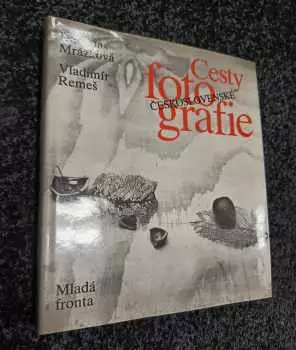 Mrázková
Vladimír
Remeš
Cesty
foto
ČESKOSLOVENSKÉ
grafie
Mladá
fronta